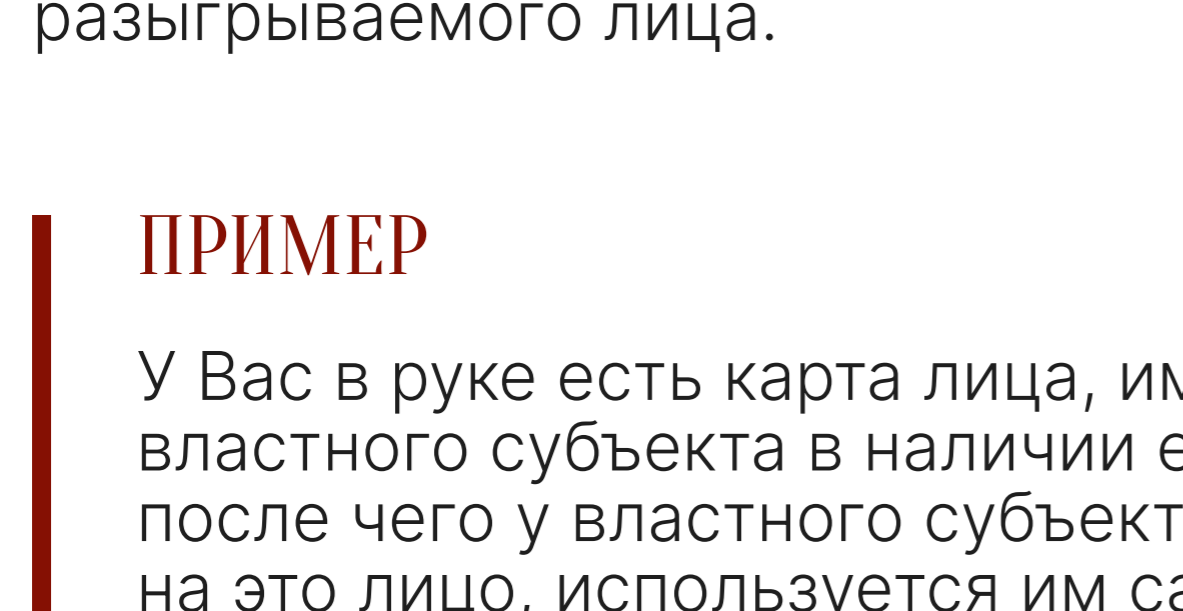 разыгрываемого лица.
ПРИМЕР
У Вас в руке есть карта лица,
властного субъекта в наличии
после чего у властного
на это лицо, используется им